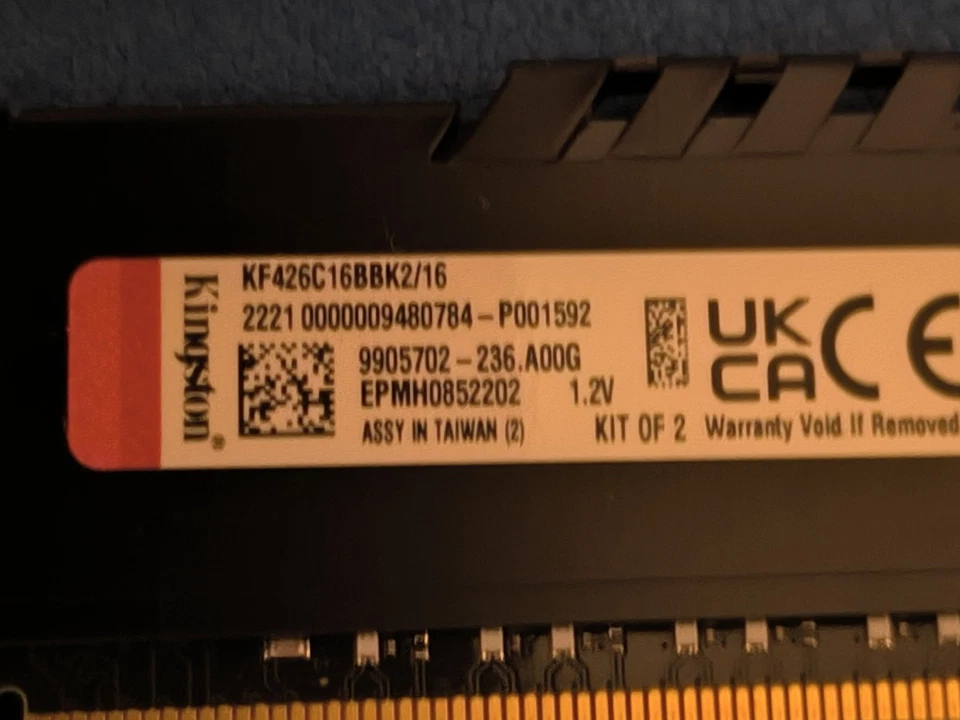 Kingston®
KF426C16BBK2/16
2221 0000009480784 – P001592
9905702 – 236.A00G
EPMH0852202 1.2V
ASSY IN TAIWAN (2) KIT OF 2 Warranty Void If Removed
UK
CA
CE